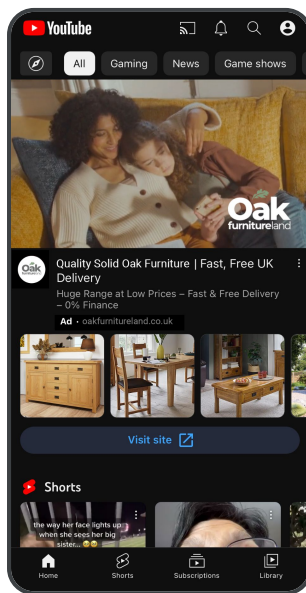 YouTube
All
Gaming
News
Game shows
Oak
furnitureland
Oak
Quality Solid Oak Furniture | Fast, Free UK
Delivery
Huge Range at Low Prices – Fast & Free Delivery
– 0% Finance
Ad · oakfurnitureland.co.uk
Visit site
Shorts
the way her face lights up
when she sees her big
sister...
Home
Shorts
Subscriptions
Library